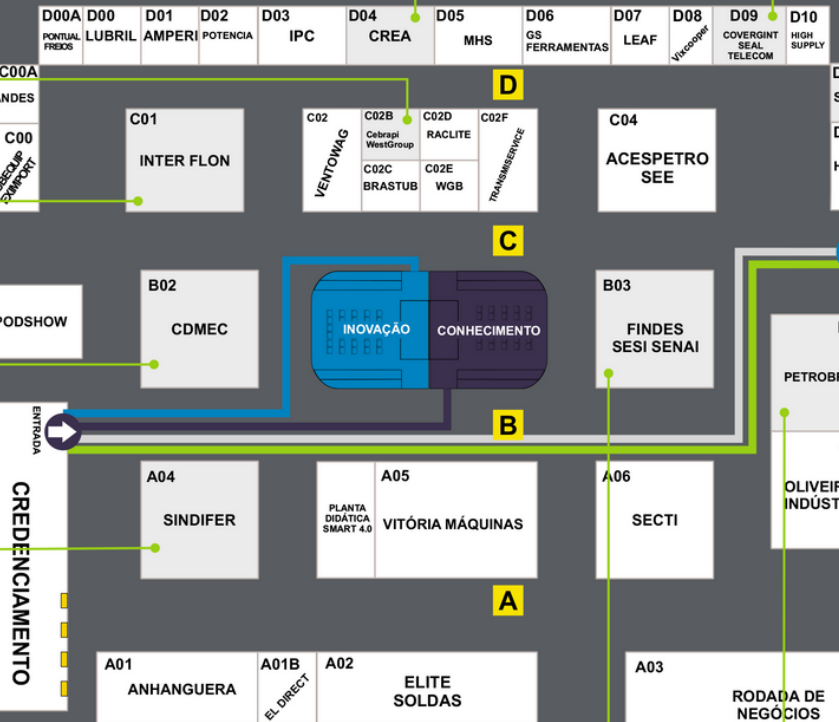 D00A
PONTUAL
FREIOS
D00
LUBRIL
D01
AMPERI
D02
POTENCIA
D03
IPC
D04
CREA
D05
MHS
D06
GS
FERRAMENTAS
D07
LEAF
D08
Vixcooper
D09
COVERGINT
SEAL
TELECOM
D10
HIGH
SUPPLY
C00A
ANDES
D
C00
C01
INTER FLON
C02
VENTOWAG
C02B
Cebrapi
WestGroup
C02D
RACLITE
C02F
TRANSMISERVICE
C02C
BRASTUB
C02E
WGB
C04
ACESPETRO
SEE
C
PODSHOW
B02
CDMEC
INOVAÇÃO
CONHECIMENTO
B03
FINDES
SESI SENAI
ENTRADA
B
CREDENCIAMENTO
A04
SINDIFER
PLANTA
DIDÁTICA
SMART 4.0
A05
VITÓRIA MÁQUINAS
A06
SECTI
A
A01
ANHANGUERA
A01B
EL DIRECT
A02
ELITE
SOLDAS
A03
RODADA DE
NEGÓCIOS